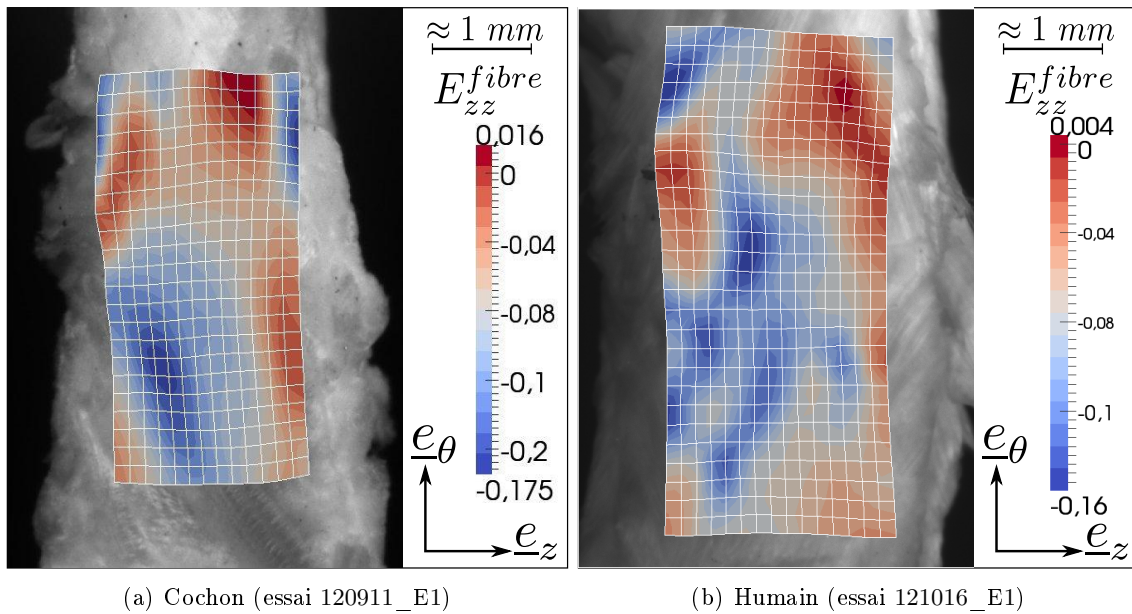 ≈ 1 mm
E_zz^fibre
0,016
0
-0,04
-0,08
-0,1
-0,2
-0,175
e_θ
e_z
≈ 1 mm
E_zz^fibre
0,004
0
-0,04
-0,08
-0,1
-0,16
e_θ
e_z
(a) Cochon (essai 120911_E1)
(b) Humain (essai 121016_E1)